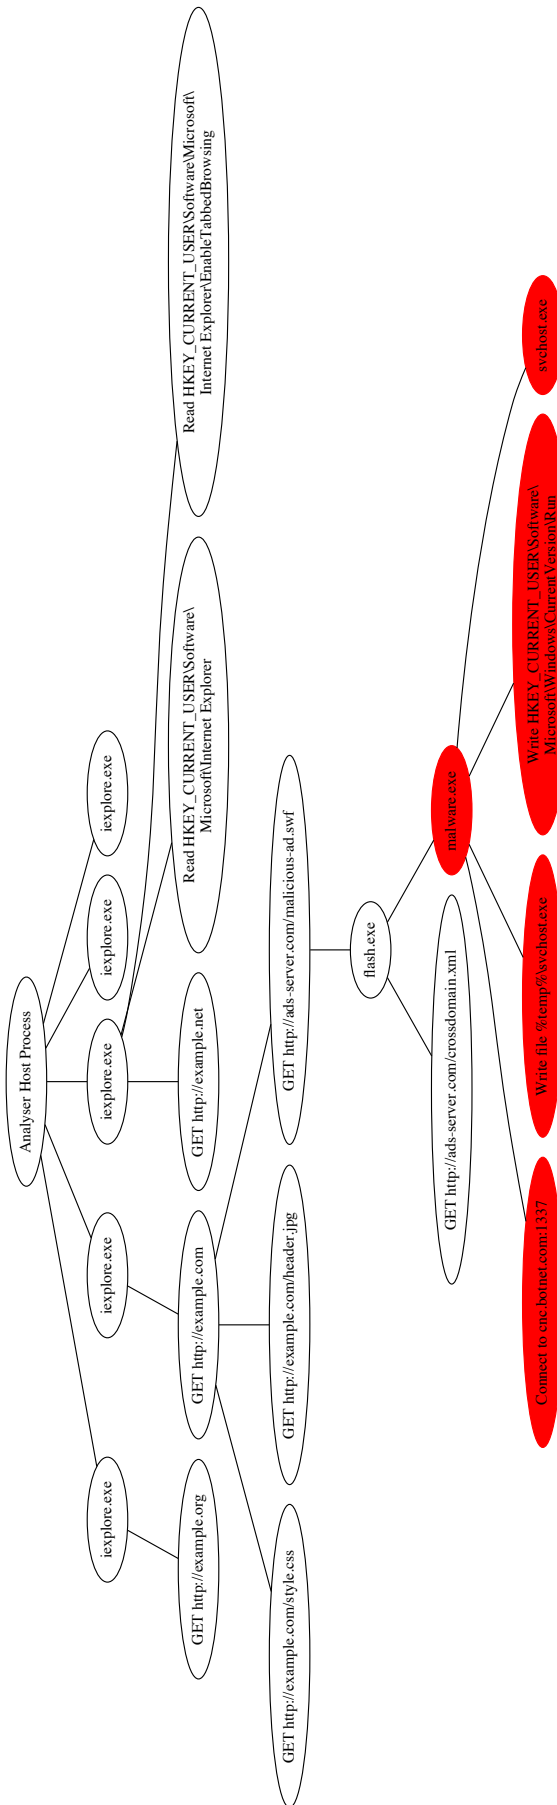 Analyser Host Process
iexplore.exe
iexplore.exe
iexplore.exe
iexplore.exe
iexplore.exe
GET http://example.org
GET http://example.com
GET http://example.net
Read HKEY_CURRENT_USER\Software\
Microsoft\Internet Explorer
Read HKEY_CURRENT_USER\Software\Microsoft\
Internet Explorer\EnableTabbedBrowsing
GET http://example.com/style.css
GET http://example.com/header.jpg
GET http://ads-server.com/malicious-ad.swf
flash.exe
GET http://ads-server.com/crossdomain.xml
malware.exe
Connect to cnc.botnet.com:1337
Write file %temp%\svchost.exe
Write HKEY_CURRENT_USER\Software\
Microsoft\Windows\CurrentVersion\Run
svchost.exe